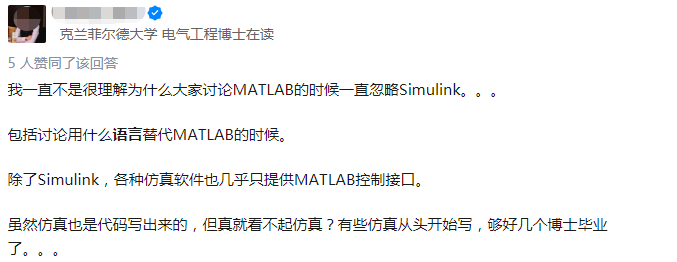 克兰菲尔德大学 电气工程博士在读
5 人赞同了该回答
我一直不是很理解为什么大家讨论MATLAB的时候一直忽略Simulink。。。
包括讨论用什么语言替代MATLAB的时候。
除了Simulink，各种仿真软件也几乎只提供MATLAB控制接口。
虽然仿真也是代码写出来的，但真就看不起仿真？有些仿真从头开始写，够好几个博士毕业
了。。。